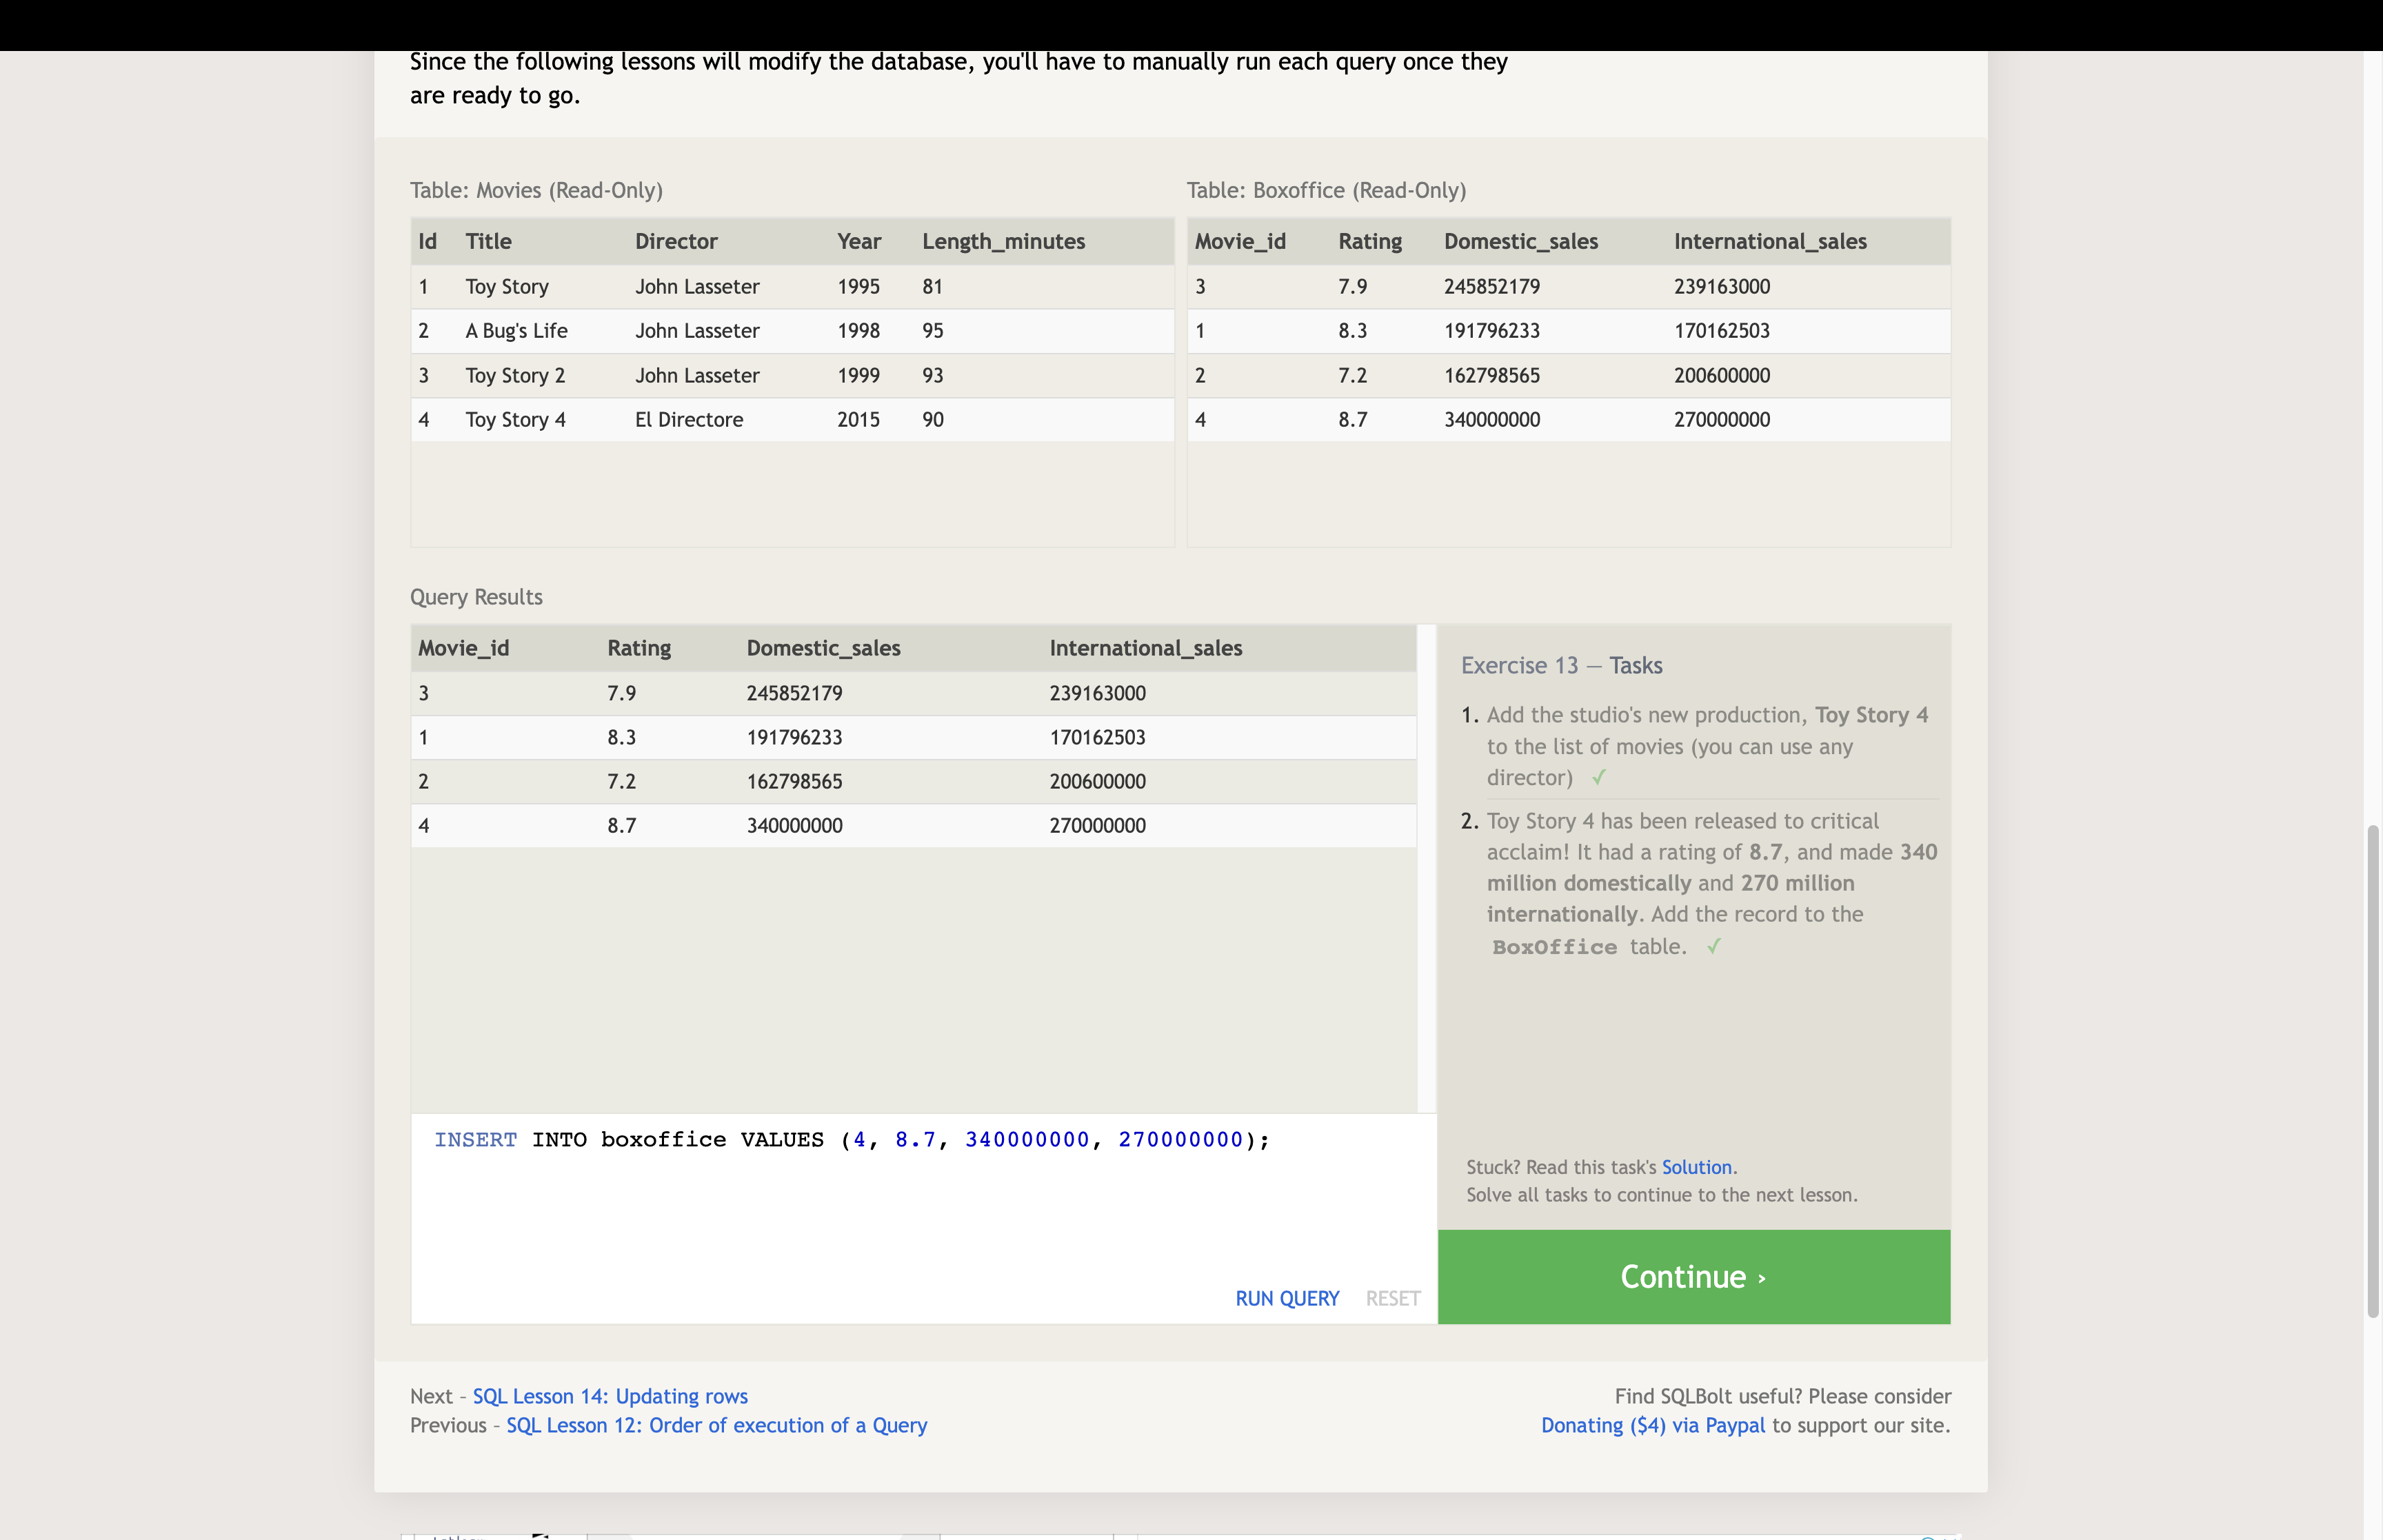 Since the following lessons will modify the database, you'll have to manually run each query once they
are ready to go.
Table: Movies (Read-Only)
Id Title Director Year Length_minutes
1 Toy Story John Lasseter 1995 81
2 A Bug's Life John Lasseter 1998 95
3 Toy Story 2 John Lasseter 1999 93
4 Toy Story 4 El Directore 2015 90
Table: Boxoffice (Read-Only)
Movie_id Rating Domestic_sales International_sales
3 7.9 245852179 239163000
1 8.3 191796233 170162503
2 7.2 162798565 200600000
4 8.7 340000000 270000000
Query Results
Movie_id Rating Domestic_sales International_sales
3 7.9 245852179 239163000
1 8.3 191796233 170162503
2 7.2 162798565 200600000
4 8.7 340000000 270000000
INSERT INTO boxoffice VALUES (4, 8.7, 340000000, 270000000);
RUN QUERY RESET
Exercise 13 — Tasks
1. Add the studio's new production, Toy Story 4
to the list of movies (you can use any
director) ✓
2. Toy Story 4 has been released to critical
acclaim! It had a rating of 8.7, and made 340
million domestically and 270 million
internationally. Add the record to the
BoxOffice table. ✓
Stuck? Read this task's Solution.
Solve all tasks to continue to the next lesson.
Continue ›
Next – SQL Lesson 14: Updating rows
Previous – SQL Lesson 12: Order of execution of a Query
Find SQLBolt useful? Please consider
Donating ($4) via Paypal to support our site.